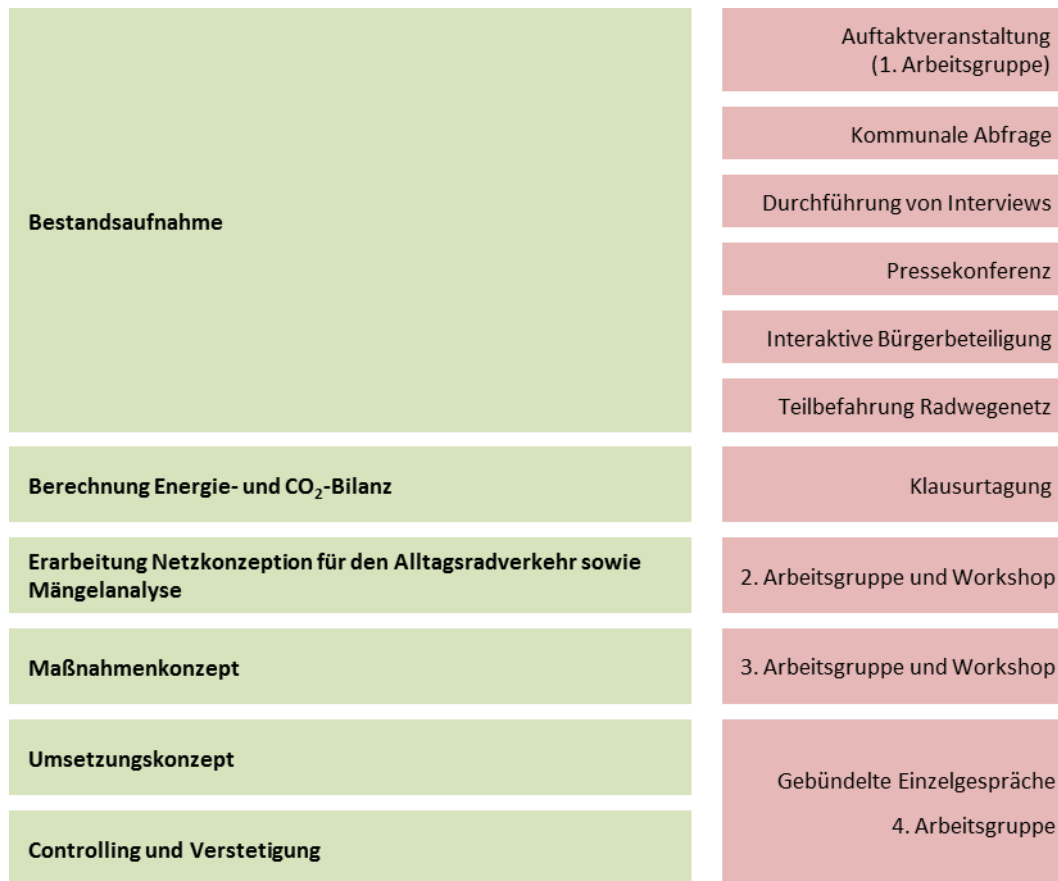 Bestandsaufnahme
Auftaktveranstaltung
(1. Arbeitsgruppe)
Kommunale Abfrage
Durchführung von Interviews
Pressekonferenz
Interaktive Bürgerbeteiligung
Teilbefahrung Radwegenetz
Berechnung Energie- und CO₂-Bilanz
Klausurtagung
Erarbeitung Netzkonzeption für den Alltagsradverkehr sowie
Mängelanalyse
2. Arbeitsgruppe und Workshop
Maßnahmenkonzept
3. Arbeitsgruppe und Workshop
Umsetzungskonzept
Controlling und Verstetigung
Gebündelte Einzelgespräche
4. Arbeitsgruppe